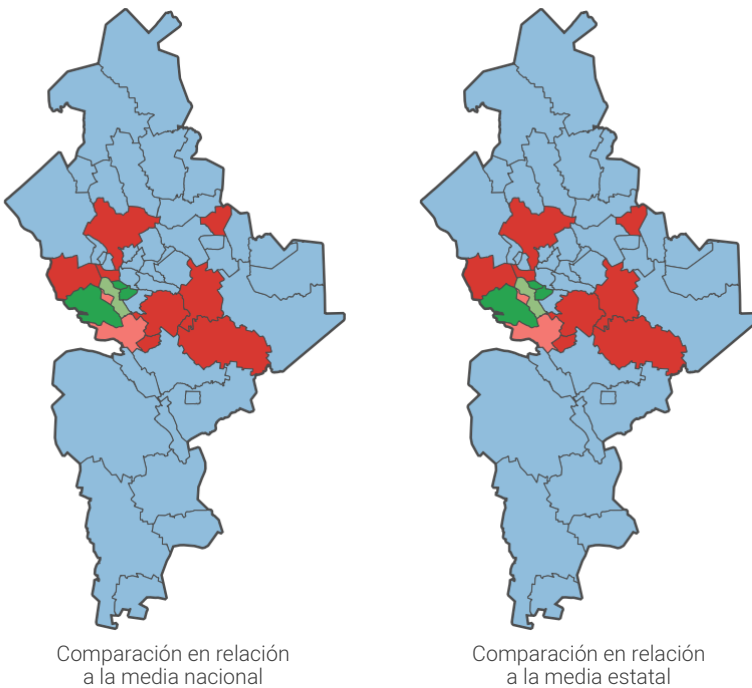 Comparación en relación
a la media nacional
Comparación en relación
a la media estatal